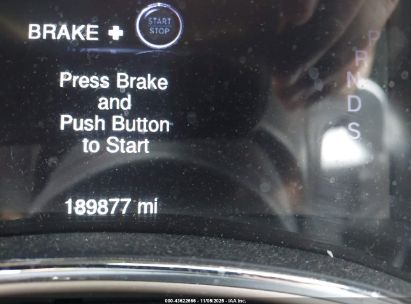 BRAKE + START STOP
Press Brake
and
Push Button
to Start
P
R
N
D
S
189877 mi